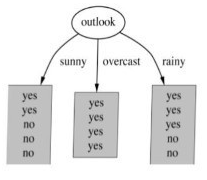 outlook
sunny
overcast
rainy
yes
yes
no
no
no
yes
yes
yes
yes
yes
yes
yes
no
no